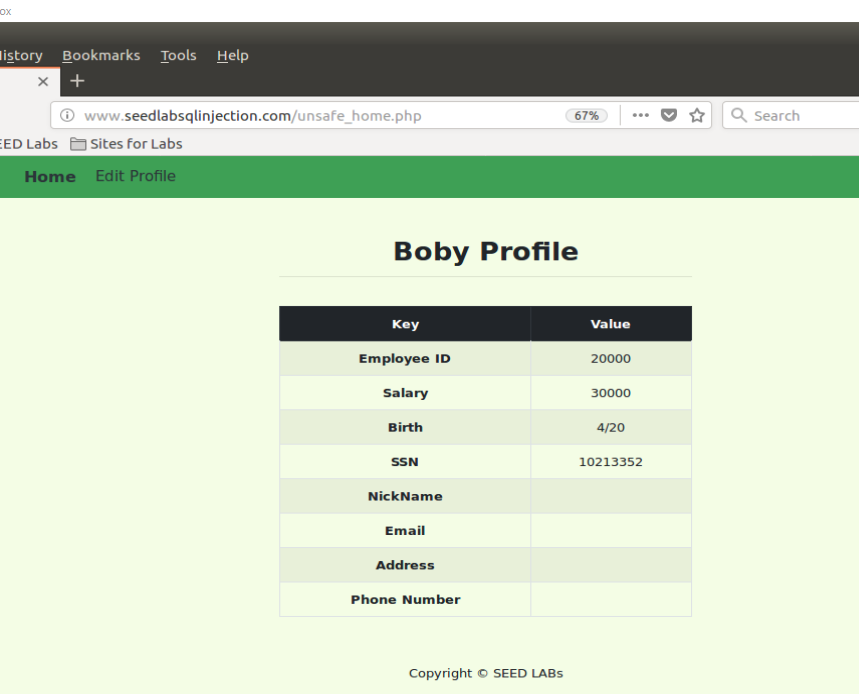 ox
History Bookmarks Tools Help
www.seedlabsqlinjection.com/unsafe_home.php 67% Search
SEED Labs Sites for Labs
Home Edit Profile
Boby Profile
Key Value
Employee ID 20000
Salary 30000
Birth 4/20
SSN 10213352
NickName
Email
Address
Phone Number
Copyright © SEED LABs